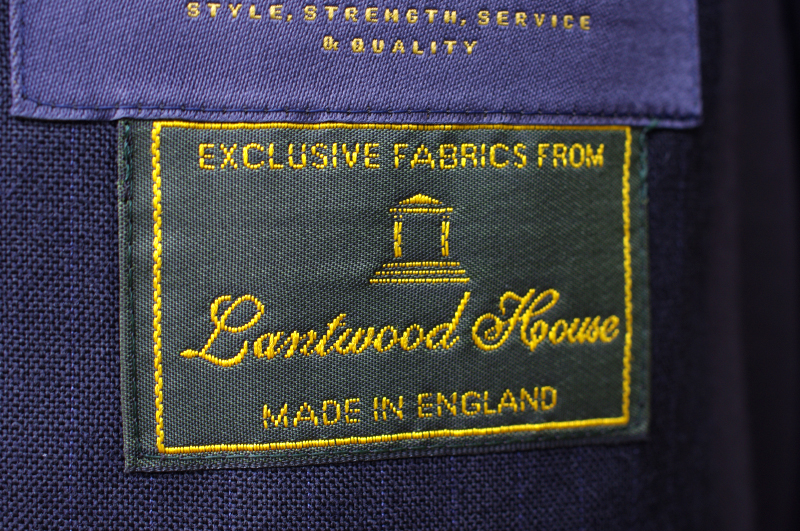 STYLE, STRENGTH, SERVICE
& QUALITY
EXCLUSIVE FABRICS FROM
Lantwood House
MADE IN ENGLAND